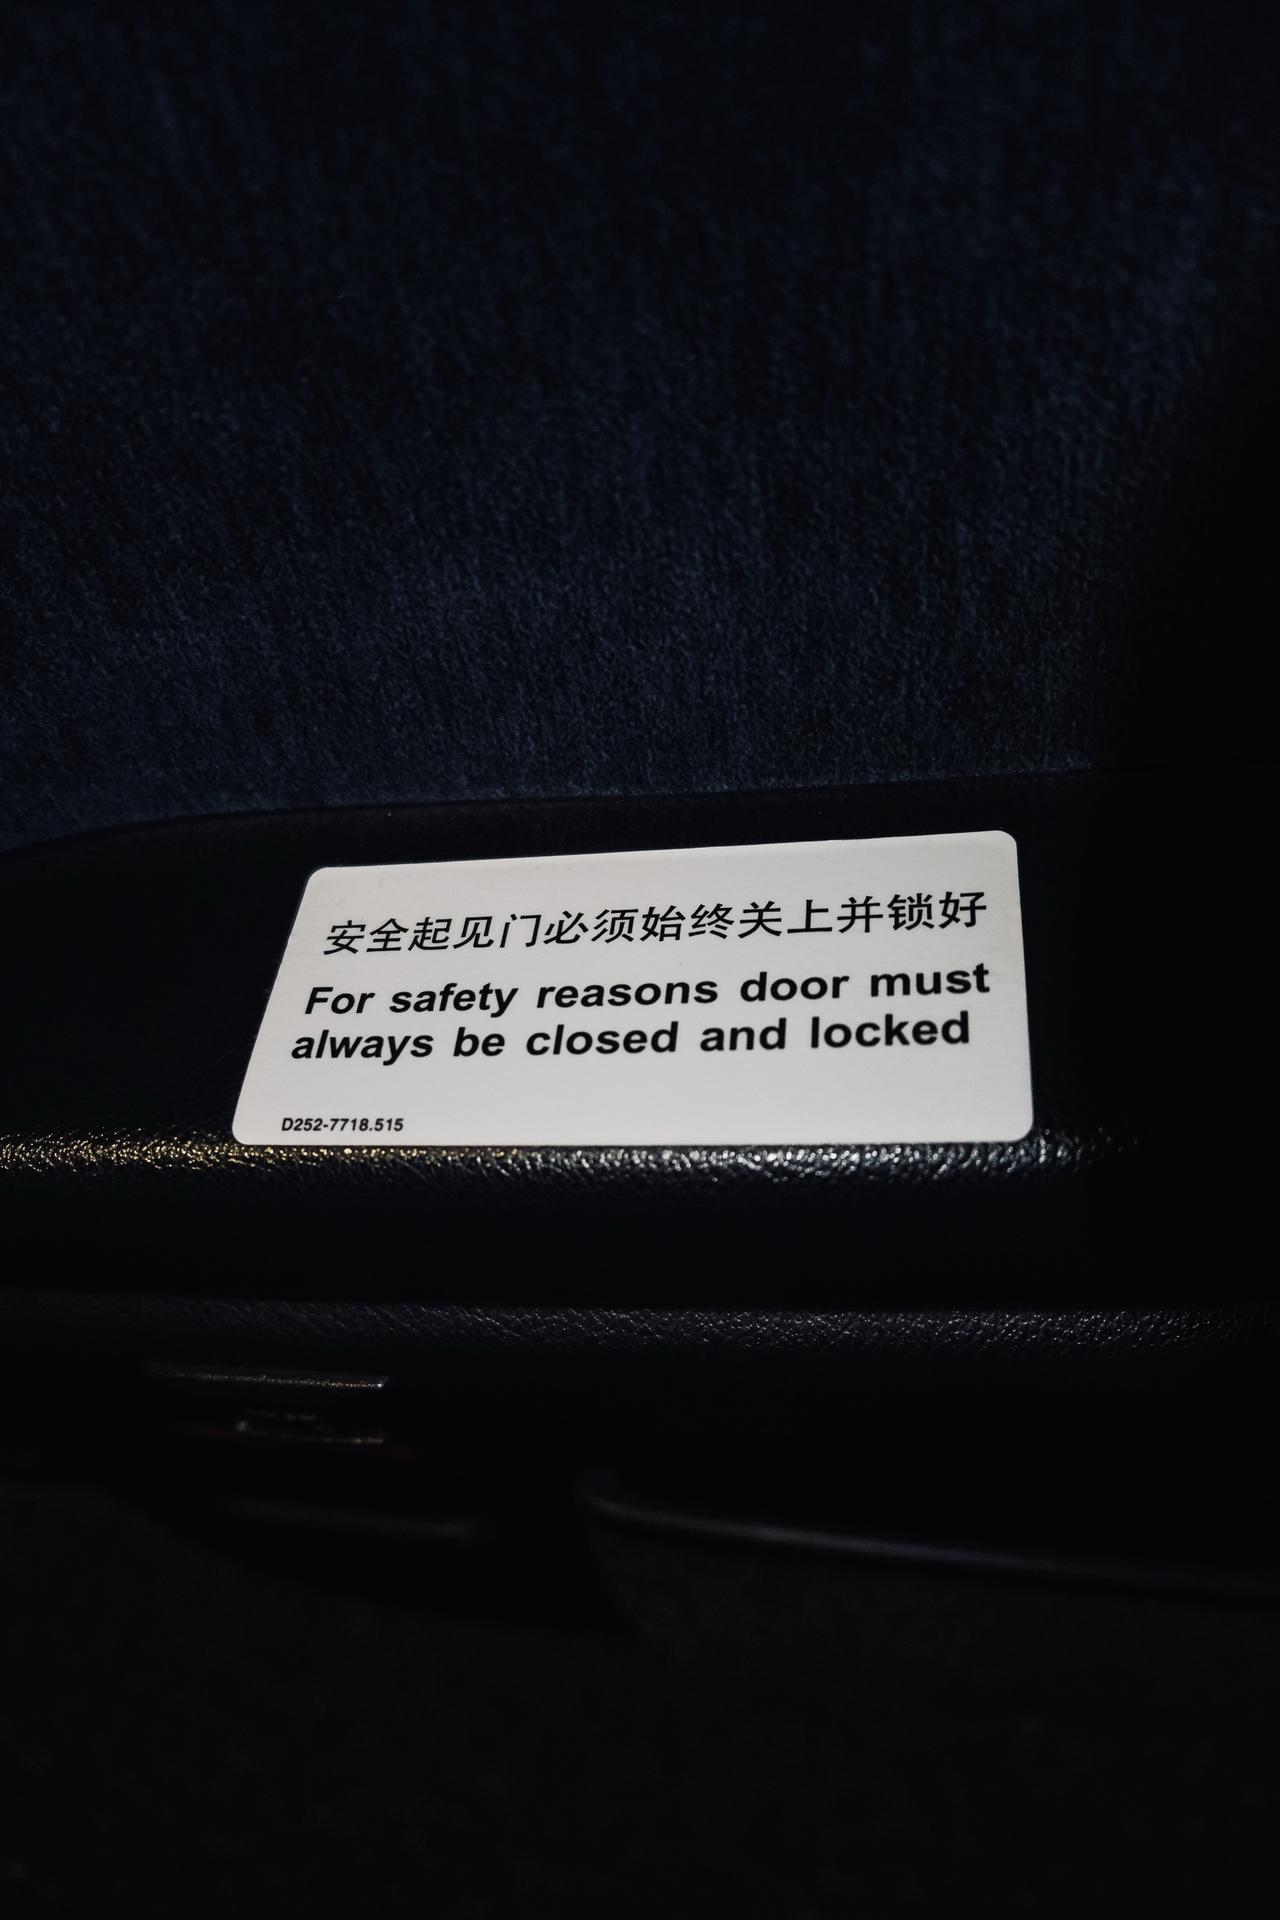 安全起见门必须始终关上并锁好
For safety reasons door must
always be closed and locked
D252-7718.515